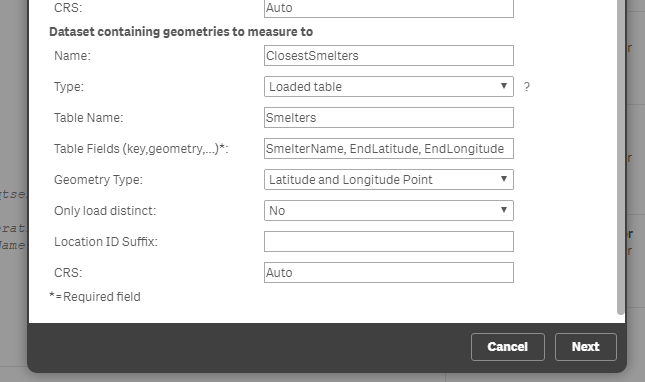 CRS: Auto
Dataset containing geometries to measure to
Name: ClosestSmelters
Type: Loaded table ▼ ?
Table Name: Smelters
Table Fields (key,geometry,...)*: SmelterName, EndLatitude, EndLongitude
Geometry Type: Latitude and Longitude Point ▼
Only load distinct: No ▼
Location ID Suffix:
CRS: Auto
*=Required field
Cancel Next